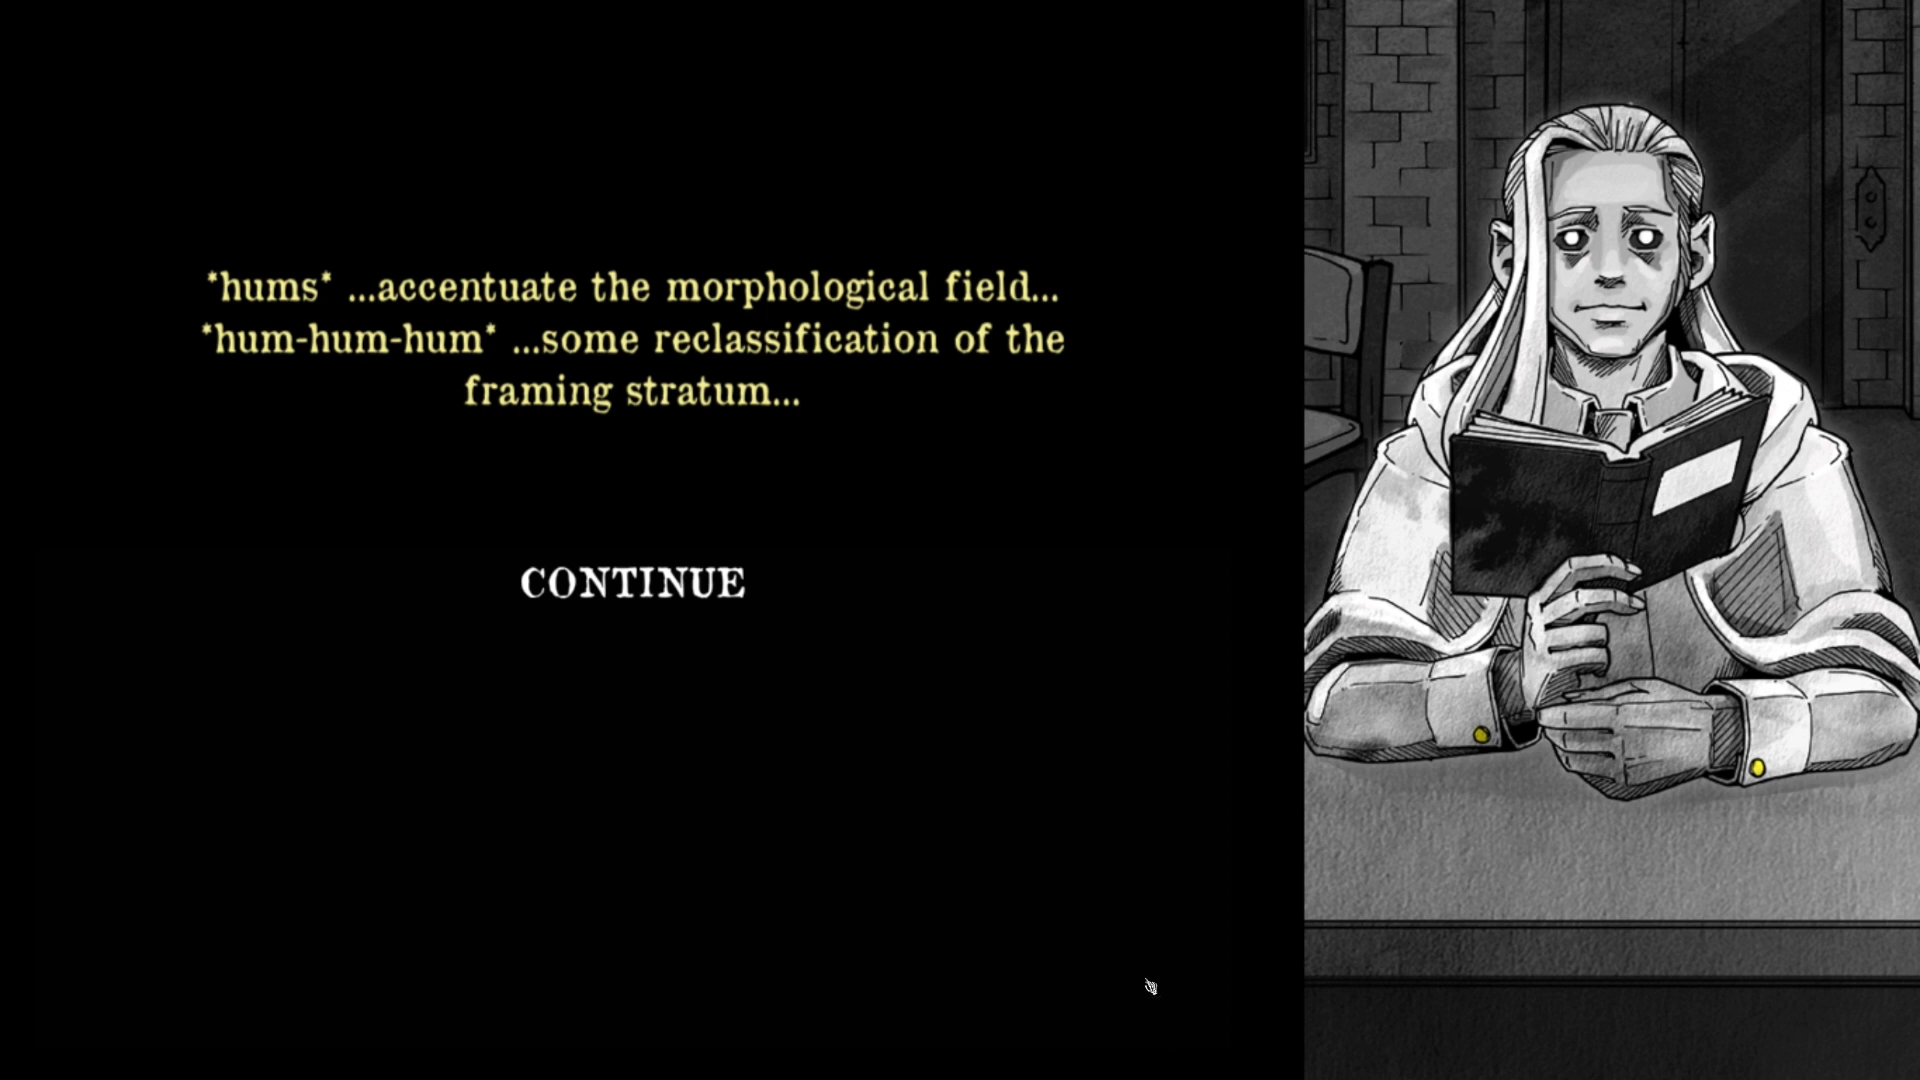 *hums* ...accentuate the morphological field...
*hum-hum-hum* ...some reclassification of the
framing stratum...
CONTINUE